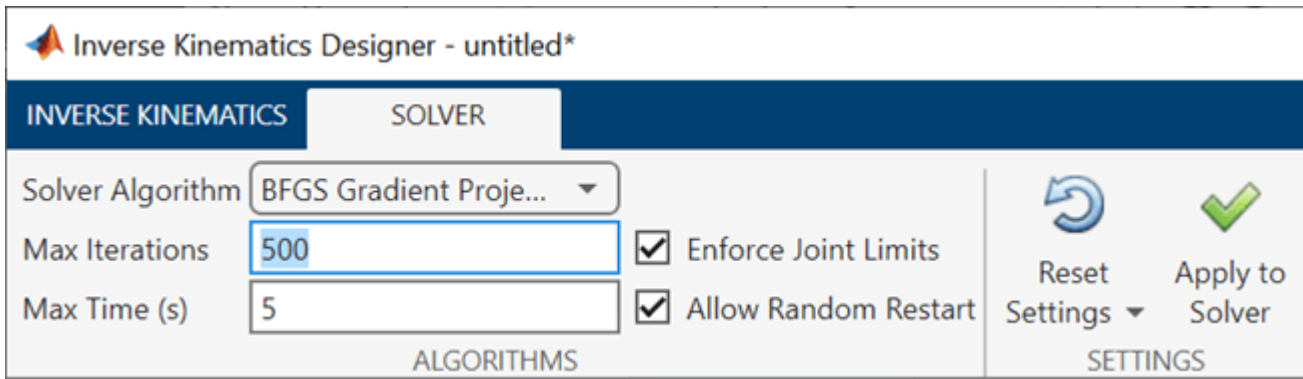 Inverse Kinematics Designer - untitled*
INVERSE KINEMATICS SOLVER
Solver Algorithm BFGS Gradient Proje...
Max Iterations 500 Enforce Joint Limits
Max Time (s) 5 Allow Random Restart
Reset Settings
Apply to Solver
ALGORITHMS SETTINGS